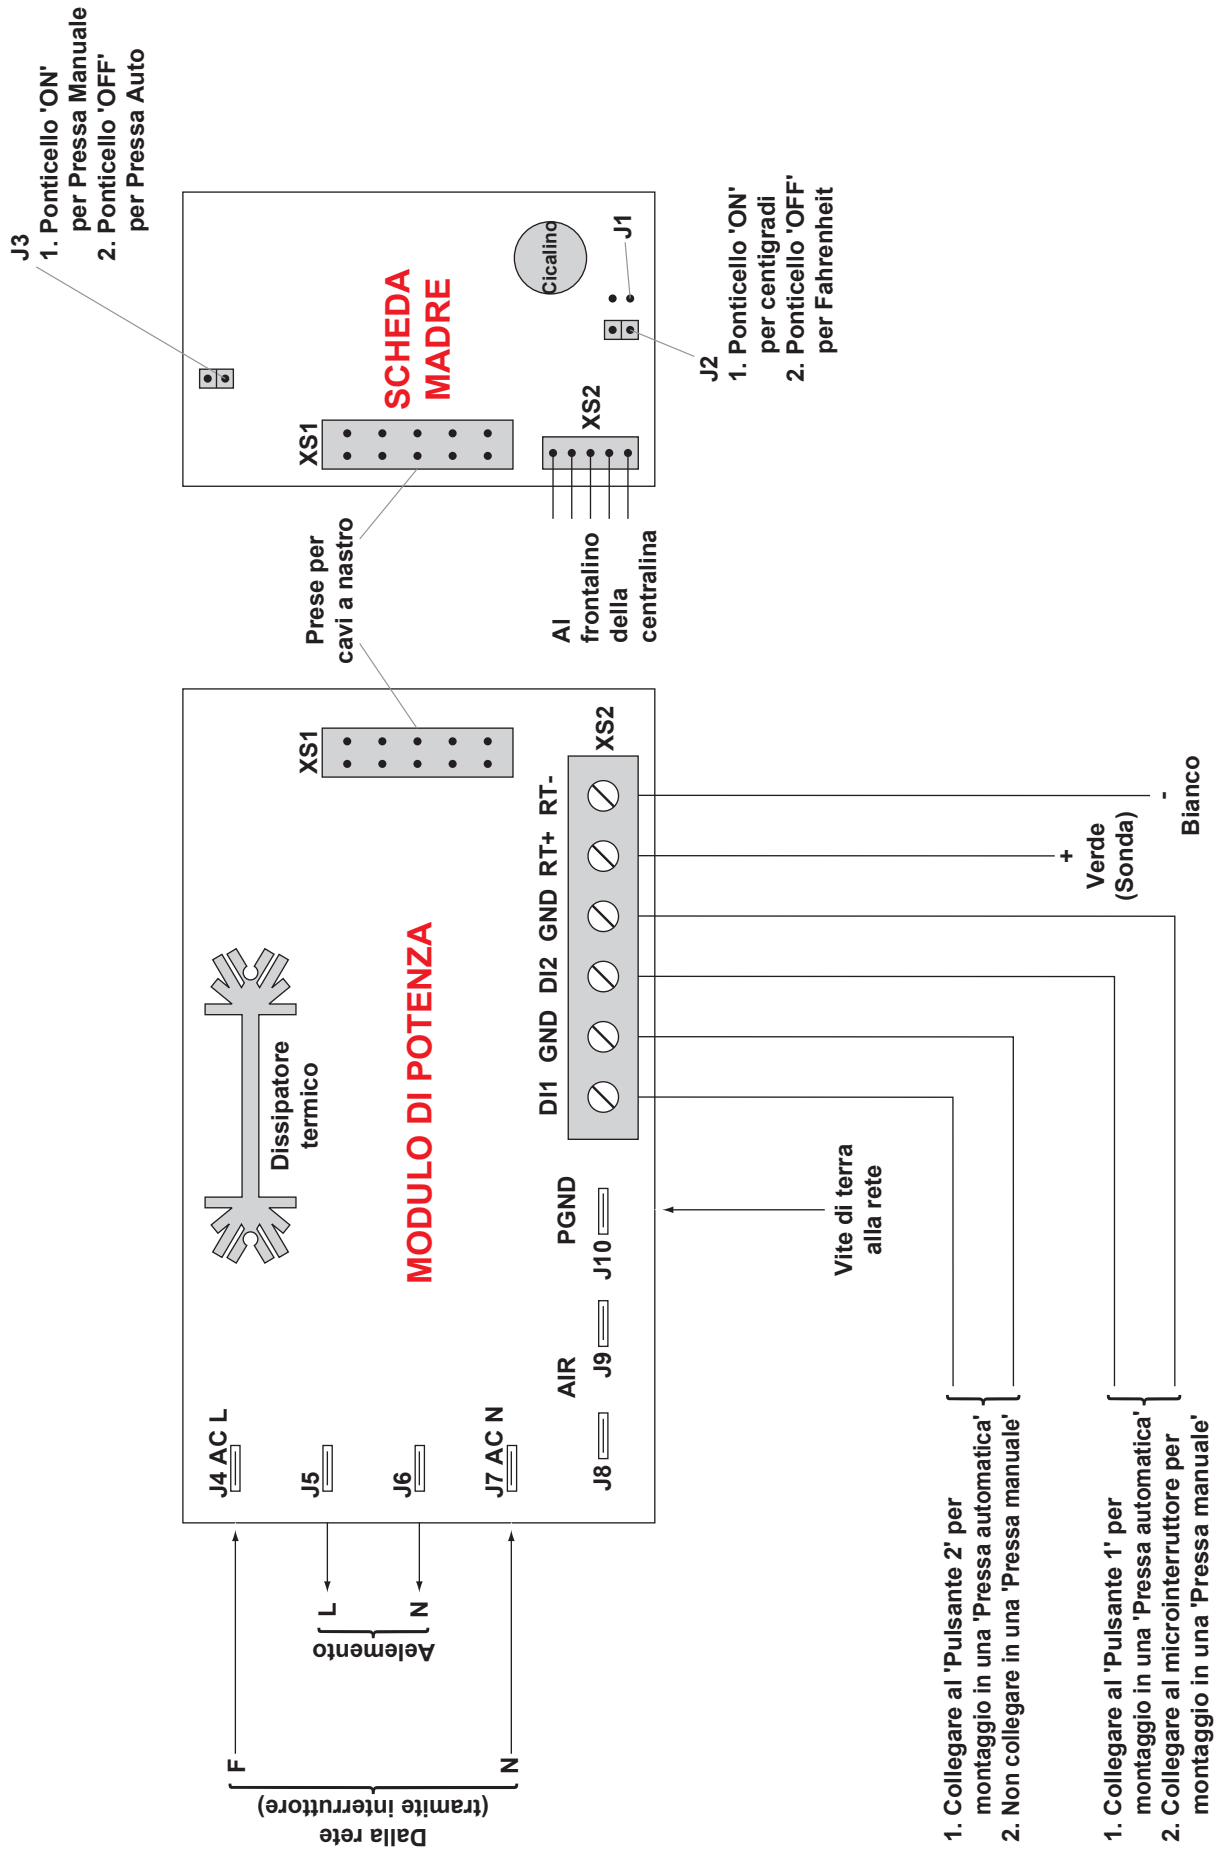 J3
1. Ponticello 'ON'
per Pressa Manuale
2. Ponticello 'OFF'
per Pressa Auto
SCHEDA
MADRE
Cicalino
J1
J2
1. Ponticello 'ON'
per centigradi
2. Ponticello 'OFF'
per Fahrenheit
XS1
XS2
Prese per
cavi a nastro
Al
frontalino
della
centralina
XS1
XS2
MODULO DI POTENZA
Dissipatore
termico
DI1 GND DI2 GND RT+ RT-
-
Bianco
+
Verde
(Sonda)
PGND
J10
AIR
J9
J8
Vite di terra
alla rete
J4 AC L
J5
J6
J7 AC N
L
N
Aelemento
F
N
Dalla rete
(tramite interruttore)
1. Collegare al 'Pulsante 2' per
montaggio in una 'Pressa automatica'
2. Non collegare in una 'Pressa manuale'
1. Collegare al 'Pulsante 1' per
montaggio in una 'Pressa automatica'
2. Collegare al microinterruttore per
montaggio in una 'Pressa manuale'